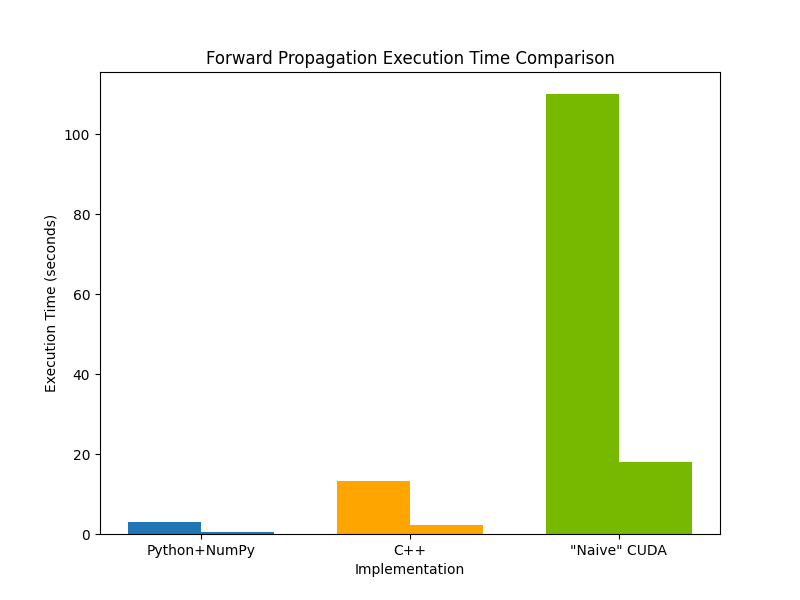 Forward Propagation Execution Time Comparison
Execution Time (seconds)
100
80
60
40
20
0
Python+NumPy
C++
"Naive" CUDA
Implementation